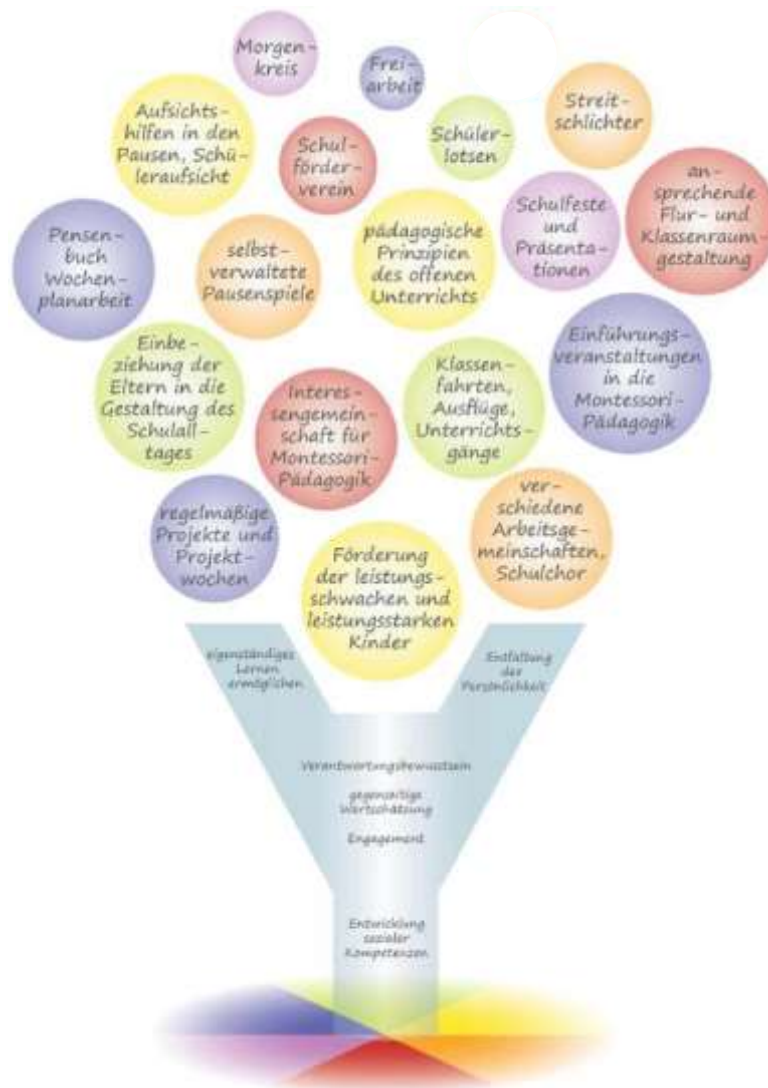 Morgen-
kreis
Frei-
arbeit
Aufsichts-
hilfen in den
Pausen, Schü-
leraufsicht
Schul-
förder-
verein
Schüler-
lotsen
Streit-
schlichter
Pensen-
buch
Wochen-
planarbeit
selbst-
verwaltete
Pausenspiele
pädagogische
Prinzipien
des offenen
Unterrichts
Schulfeste
und
Präsenta-
tionen
an-
sprechende
Flur- und
Klassenraum-
gestaltung
Einbe-
ziehung der
Eltern in die
Gestaltung des
Schulall-
tages
Interes-
sengemein-
schaft für
Montessori-
Pädagogik
Klassen-
fahrten,
Ausflüge,
Unterrichts-
gänge
Einführungs-
veranstaltungen
in die
Montessori-
Pädagogik
regelmäßige
Projekte und
Projekt-
wochen
Förderung
der leistungs-
schwachen und
leistungsstarken
Kinder
ver-
schiedene
Arbeitsge-
meinschaften,
Schulchor
eigenständiges
Lernen
ermöglichen
Entfaltung
der
Persönlichkeit
Verantwortungsbewusstsein
gegenseitige
Wertschätzung
Engagement
Entwicklung
sozialer
Kompetenzen